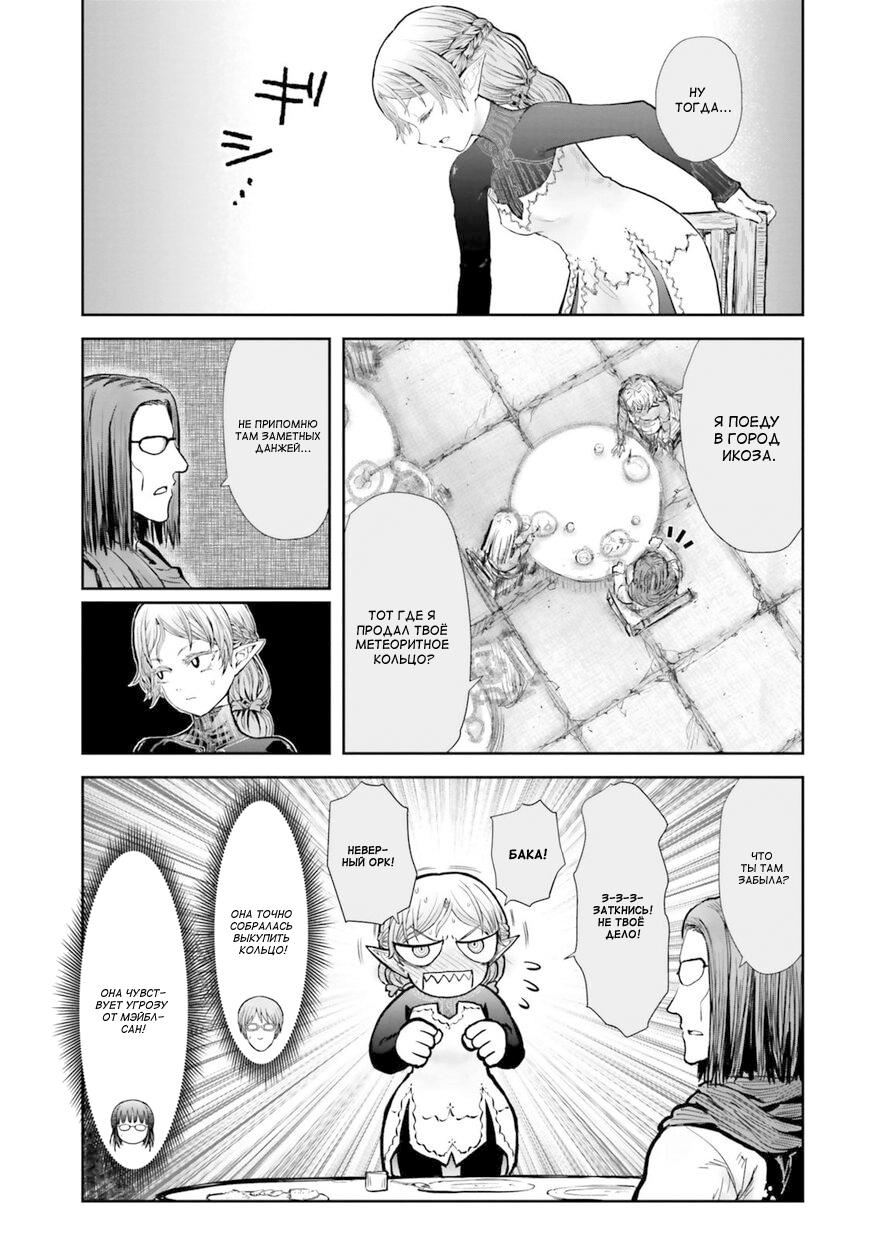 НУ
ТОГДА...
Я ПОЕДУ
В ГОРОД
ИКОЗА.
ТОТ ГДЕ Я
ПРОДАЛ ТВОЁ
МЕТЕОРИТНОЕ
КОЛЬЦО?
НЕ ПРИПОМНЮ
ТАМ ЗАМЕТНЫХ
ДАНЖЕЙ...
ЧТО
ТЫ ТАМ
ЗАБЫЛА?
З-З-З-
ЗАТКНИСЬ!
НЕ ТВОЁ
ДЕЛО!
БАКА!
НЕВЕР-
НЫЙ ОРК!
ОНА ТОЧНО
СОБРАЛАСЬ
ВЫКУПИТЬ
КОЛЬЦО!
ОНА ЧУВСТ-
ВУЕТ УГРОЗУ
ОТ МЭЙБЛ-
САН!